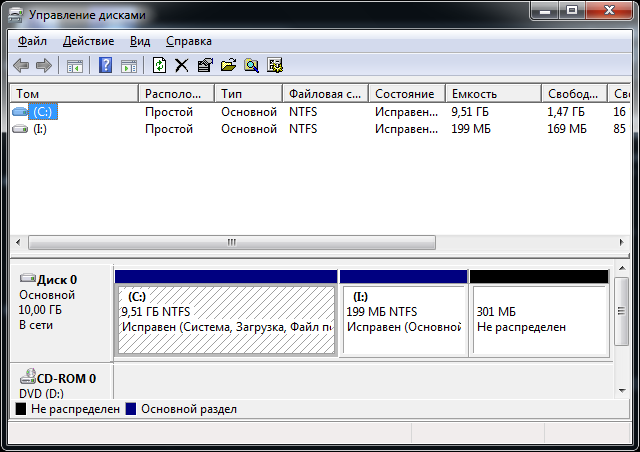 Управление дисками
Файл Действие Вид Справка
Том Располо... Тип Файловая с... Состояние Емкость Свобод... Св
(C:) Простой Основной NTFS Исправен... 9,51 ГБ 1,47 ГБ 16
(I:) Простой Основной NTFS Исправен... 199 МБ 169 МБ 85
Диск 0
Основной
10,00 ГБ
В сети
(C:)
9,51 ГБ NTFS
Исправен (Система, Загрузка, Файл по
(I:)
199 МБ NTFS
Исправен (Основной
301 МБ
Не распределен
CD-ROM 0
DVD (D:)
Не распределен Основной раздел